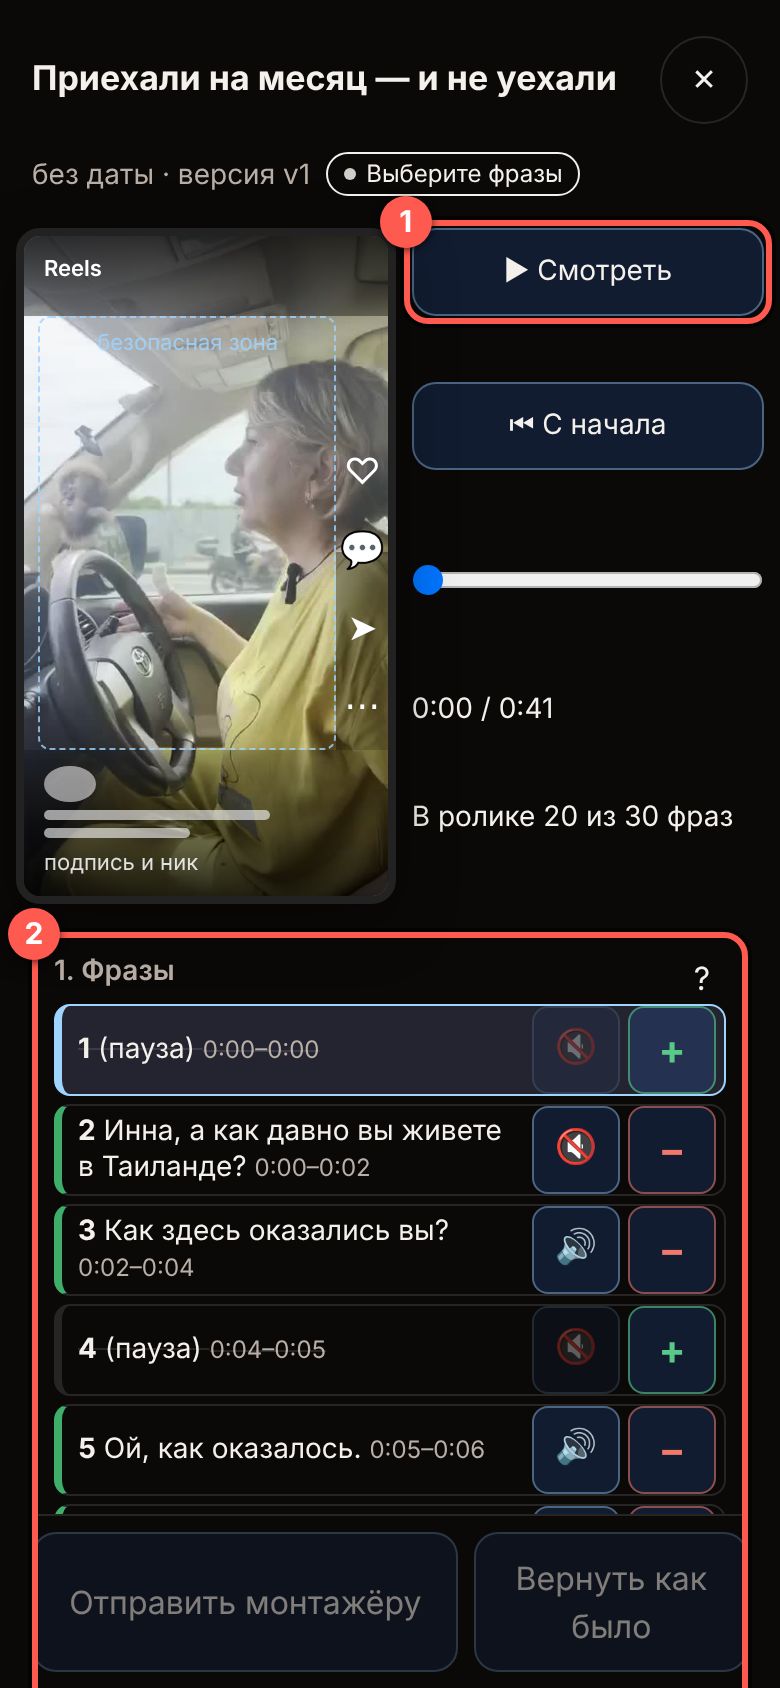 Приехали на месяц — и не уехали
×
без даты · версия v1
Выберите фразы
1
Reels
безопасная зона
подпись и ник
▶ Смотреть
⏮ С начала
0:00 / 0:41
В ролике 20 из 30 фраз
2
1. Фразы
?
1 (пауза) 0:00–0:00
+
2 Инна, а как давно вы живете
в Таиланде? 0:00–0:02
−
3 Как здесь оказались вы?
0:02–0:04
−
4 (пауза) 0:04–0:05
+
5 Ой, как оказалось. 0:05–0:06
−
Отправить монтажёру
Вернуть как
было